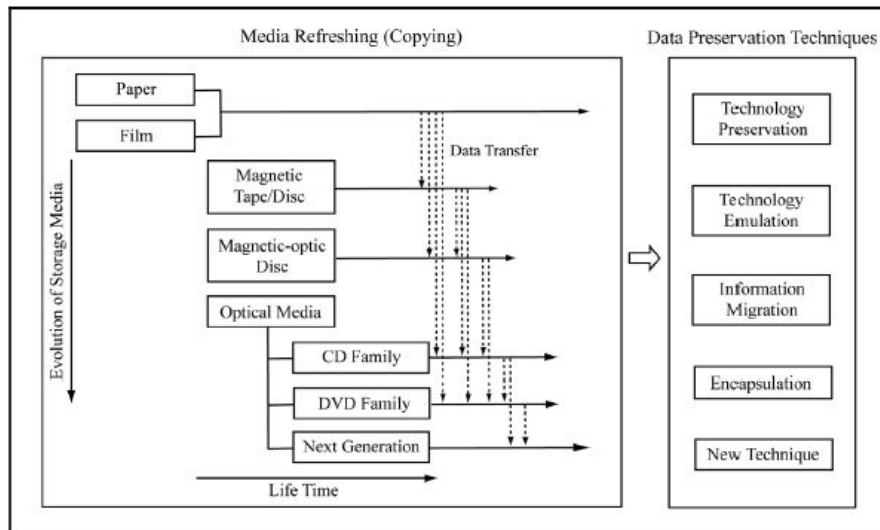 Media Refreshing (Copying)
Data Preservation Techniques
Paper
Film
Data Transfer
Magnetic
Tape/Disc
Magnetic-optic
Disc
Optical Media
CD Family
DVD Family
Next Generation
Evolution of Storage Media
Life Time
Technology
Preservation
Technology
Emulation
Information
Migration
Encapsulation
New Technique